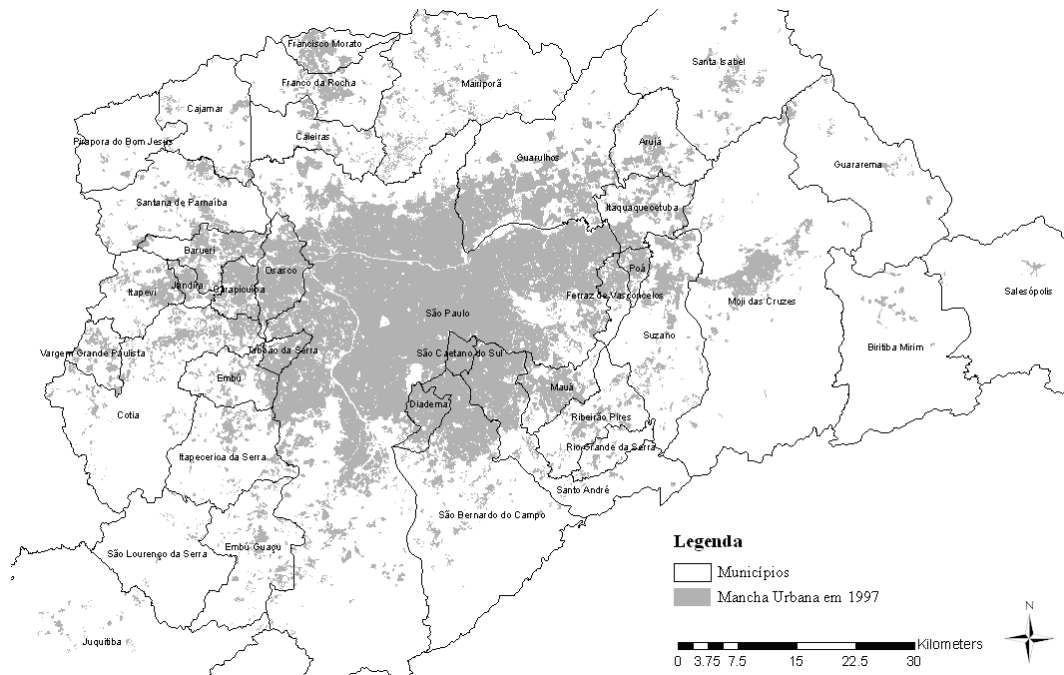 Francisco Morato
Santa Isabel
Franco da Rocha
Mairiporã
Cajamar
Caieiras
Pirapora do Bom Jesus
Arujá
Guarulhos
Guararema
Santana de Parnaíba
Itaquaquecetuba
Barueri
Osasco
Poá
Jandira
Carapicuíba
Itapevi
Ferraz de Vasconcelos
Salesópolis
Moji das Cruzes
São Paulo
Suzano
Biritiba Mirim
Vargem Grande Paulista
Taboão da Serra
São Caetano do Sul
Embú
Mauá
Diadema
Cotia
Ribeirão Pires
Rio Grande da Serra
Itapecerica da Serra
Santo André
São Bernardo do Campo
Embú Guaçu
São Lourenço da Serra
Juquitiba
Legenda
Municípios
Mancha Urbana em 1997
N
Kilometers
0 3.75 7.5 15 22.5 30